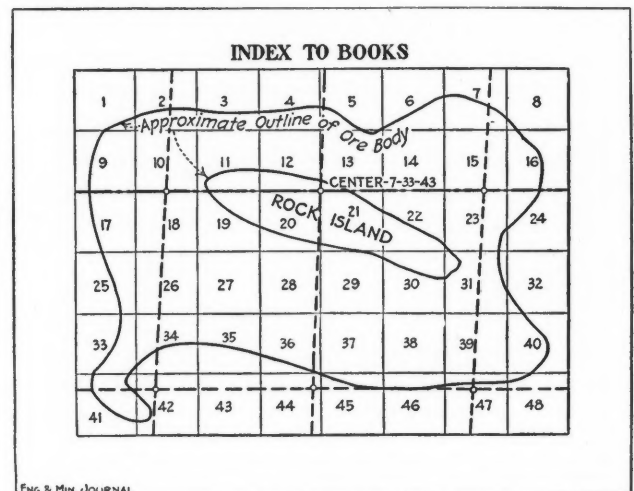 INDEX TO BOOKS
1 2 3 4 5 6 7 8
Approximate Outline of Ore Body
9 10 11 12 13 14 15 16
CENTER-7-33-43
ROCK ISLAND
17 18 19 20 21 22 23 24
25 26 27 28 29 30 31 32
33 34 35 36 37 38 39 40
41 42 43 44 45 46 47 48
ENG & MIN. JOURNAL